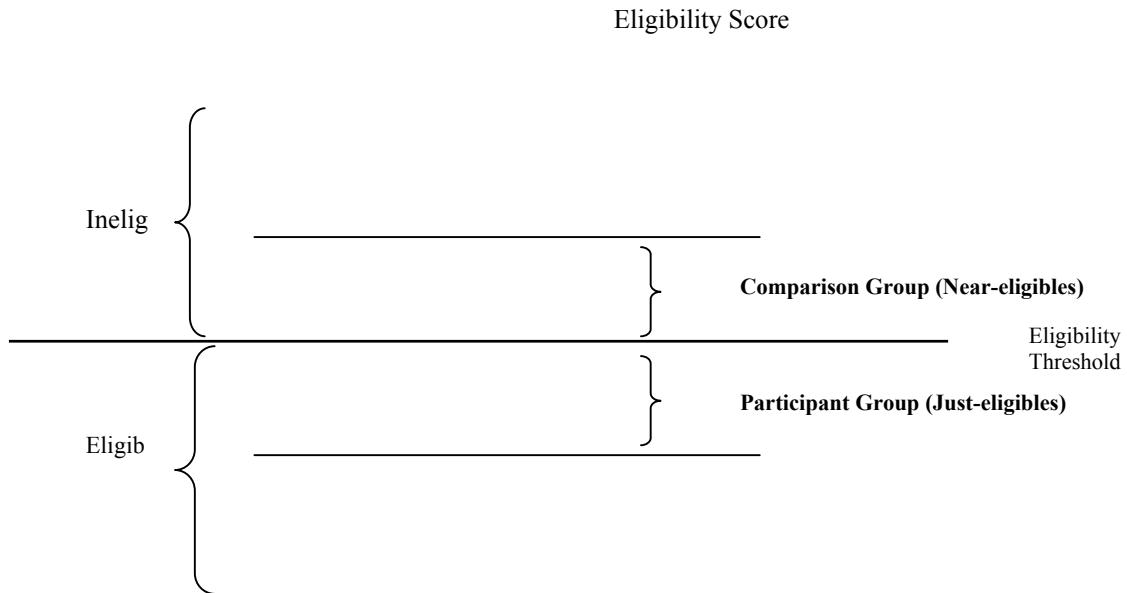 Eligibility Score
Inelig
Comparison Group (Near-eligibles)
Eligibility
Threshold
Participant Group (Just-eligibles)
Eligib